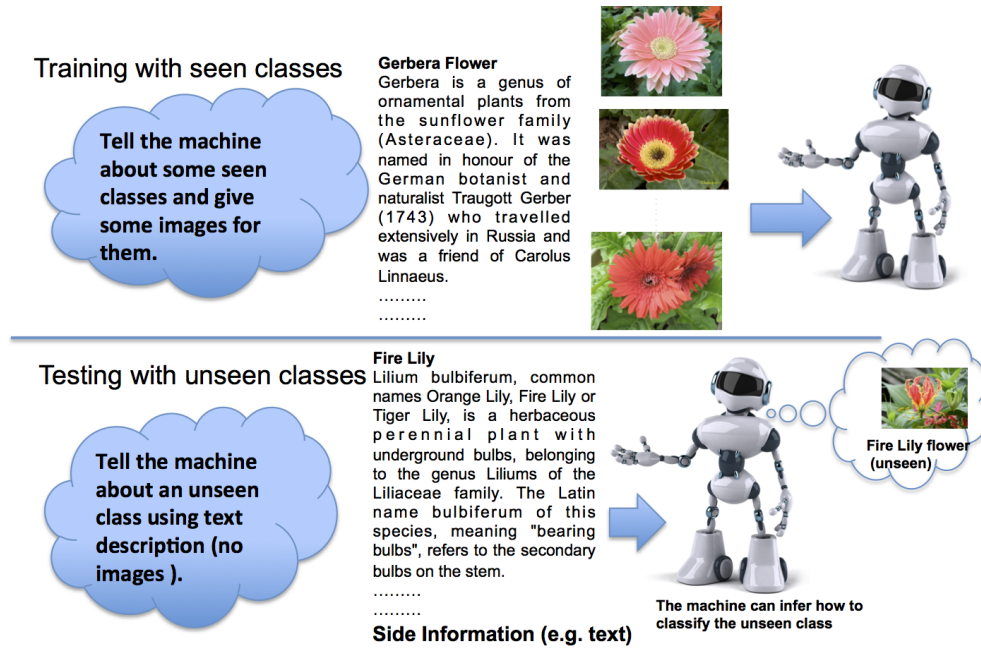 Training with seen classes
Tell the machine
about some seen
classes and give
some images for
them.
Gerbera Flower
Gerbera is a genus of
ornamental plants from
the sunflower family
(Asteraceae). It was
named in honour of the
German botanist and
naturalist Traugott Gerber
(1743) who travelled
extensively in Russia and
was a friend of Carolus
Linnaeus.
.........
.........
Testing with unseen classes
Tell the machine
about an unseen
class using text
description (no
images ).
Fire Lily
Lilium bulbiferum, common
names Orange Lily, Fire Lily or
Tiger Lily, is a herbaceous
perennial plant with
underground bulbs, belonging
to the genus Liliums of the
Liliaceae family. The Latin
name bulbiferum of this
species, meaning "bearing
bulbs", refers to the secondary
bulbs on the stem.
.........
.........
Side Information (e.g. text)
Fire Lily flower
(unseen)
The machine can infer how to
classify the unseen class